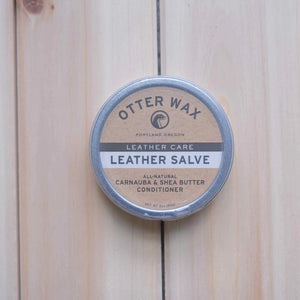 OTTER WAX
PORTLAND, OREGON
LEATHER CARE
LEATHER SALVE
ALL-NATURAL
CARNAUBA & SHEA BUTTER
CONDITIONER